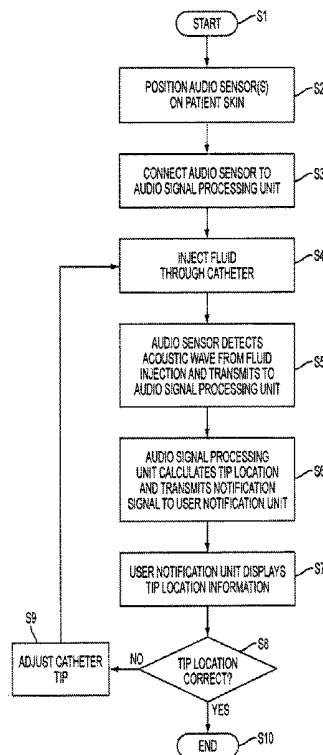 START
S1
POSITION AUDIO SENSOR(S)
ON PATIENT SKIN
S2
CONNECT AUDIO SENSOR TO
AUDIO SIGNAL PROCESSING UNIT
S3
INJECT FLUID
THROUGH CATHETER
S4
AUDIO SENSOR DETECTS
ACOUSTIC WAVE FROM FLUID
INJECTION AND TRANSMITS TO
AUDIO SIGNAL PROCESSING UNIT
S5
AUDIO SIGNAL PROCESSING
UNIT CALCULATES TIP LOCATION
AND TRANSMITS NOTIFICATION
SIGNAL TO USER NOTIFICATION UNIT
S6
USER NOTIFICATION UNIT DISPLAYS
TIP LOCATION INFORMATION
S7
TIP LOCATION
CORRECT?
S8
NO
S9
ADJUST CATHETER
TIP
YES
END
S10